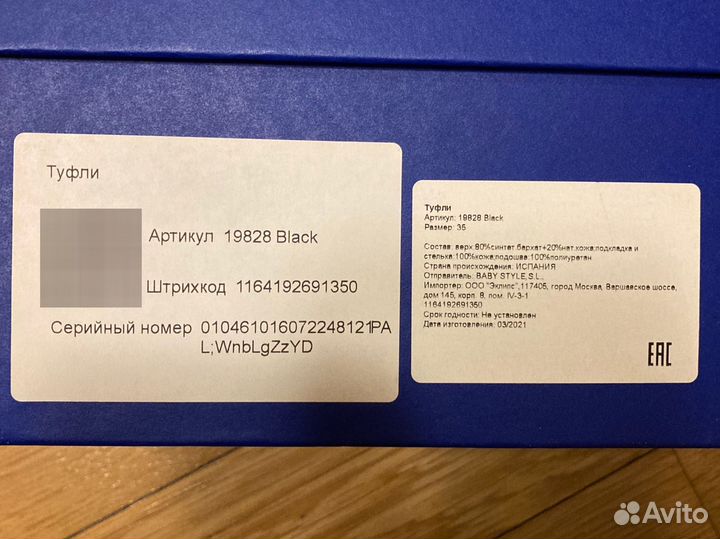 Туфли
Артикул 19828 Black
Штрихкод 1164192691350
Серийный номер 010461016072248121PA
L;WnbLgZzYD
Туфли
Артикул: 19828 Black
Размер: 35
Состав: верх:80%синтет.бархат+20%нат.кожа;подкладка и
стелька:100%кожа;подошва:100%полиуретан
Страна происхождения: ИСПАНИЯ
Отправитель: BABY STYLE,S.L.,
Импортер: ООО "Эклипс",117405, город Москва, Варшавское шоссе,
дом 145, корп. 8, пом. IV-3-1
1164192691350
Срок годности: Не установлен
Дата изготовления: 03/2021
EAC
Avito